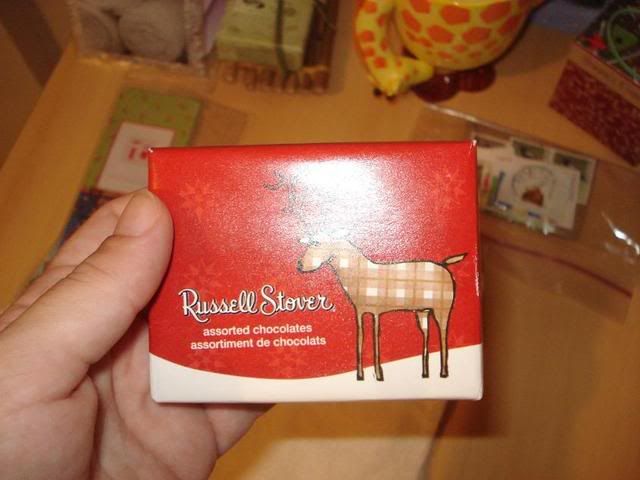 Russell Stover
assorted chocolates
assortiment de chocolats